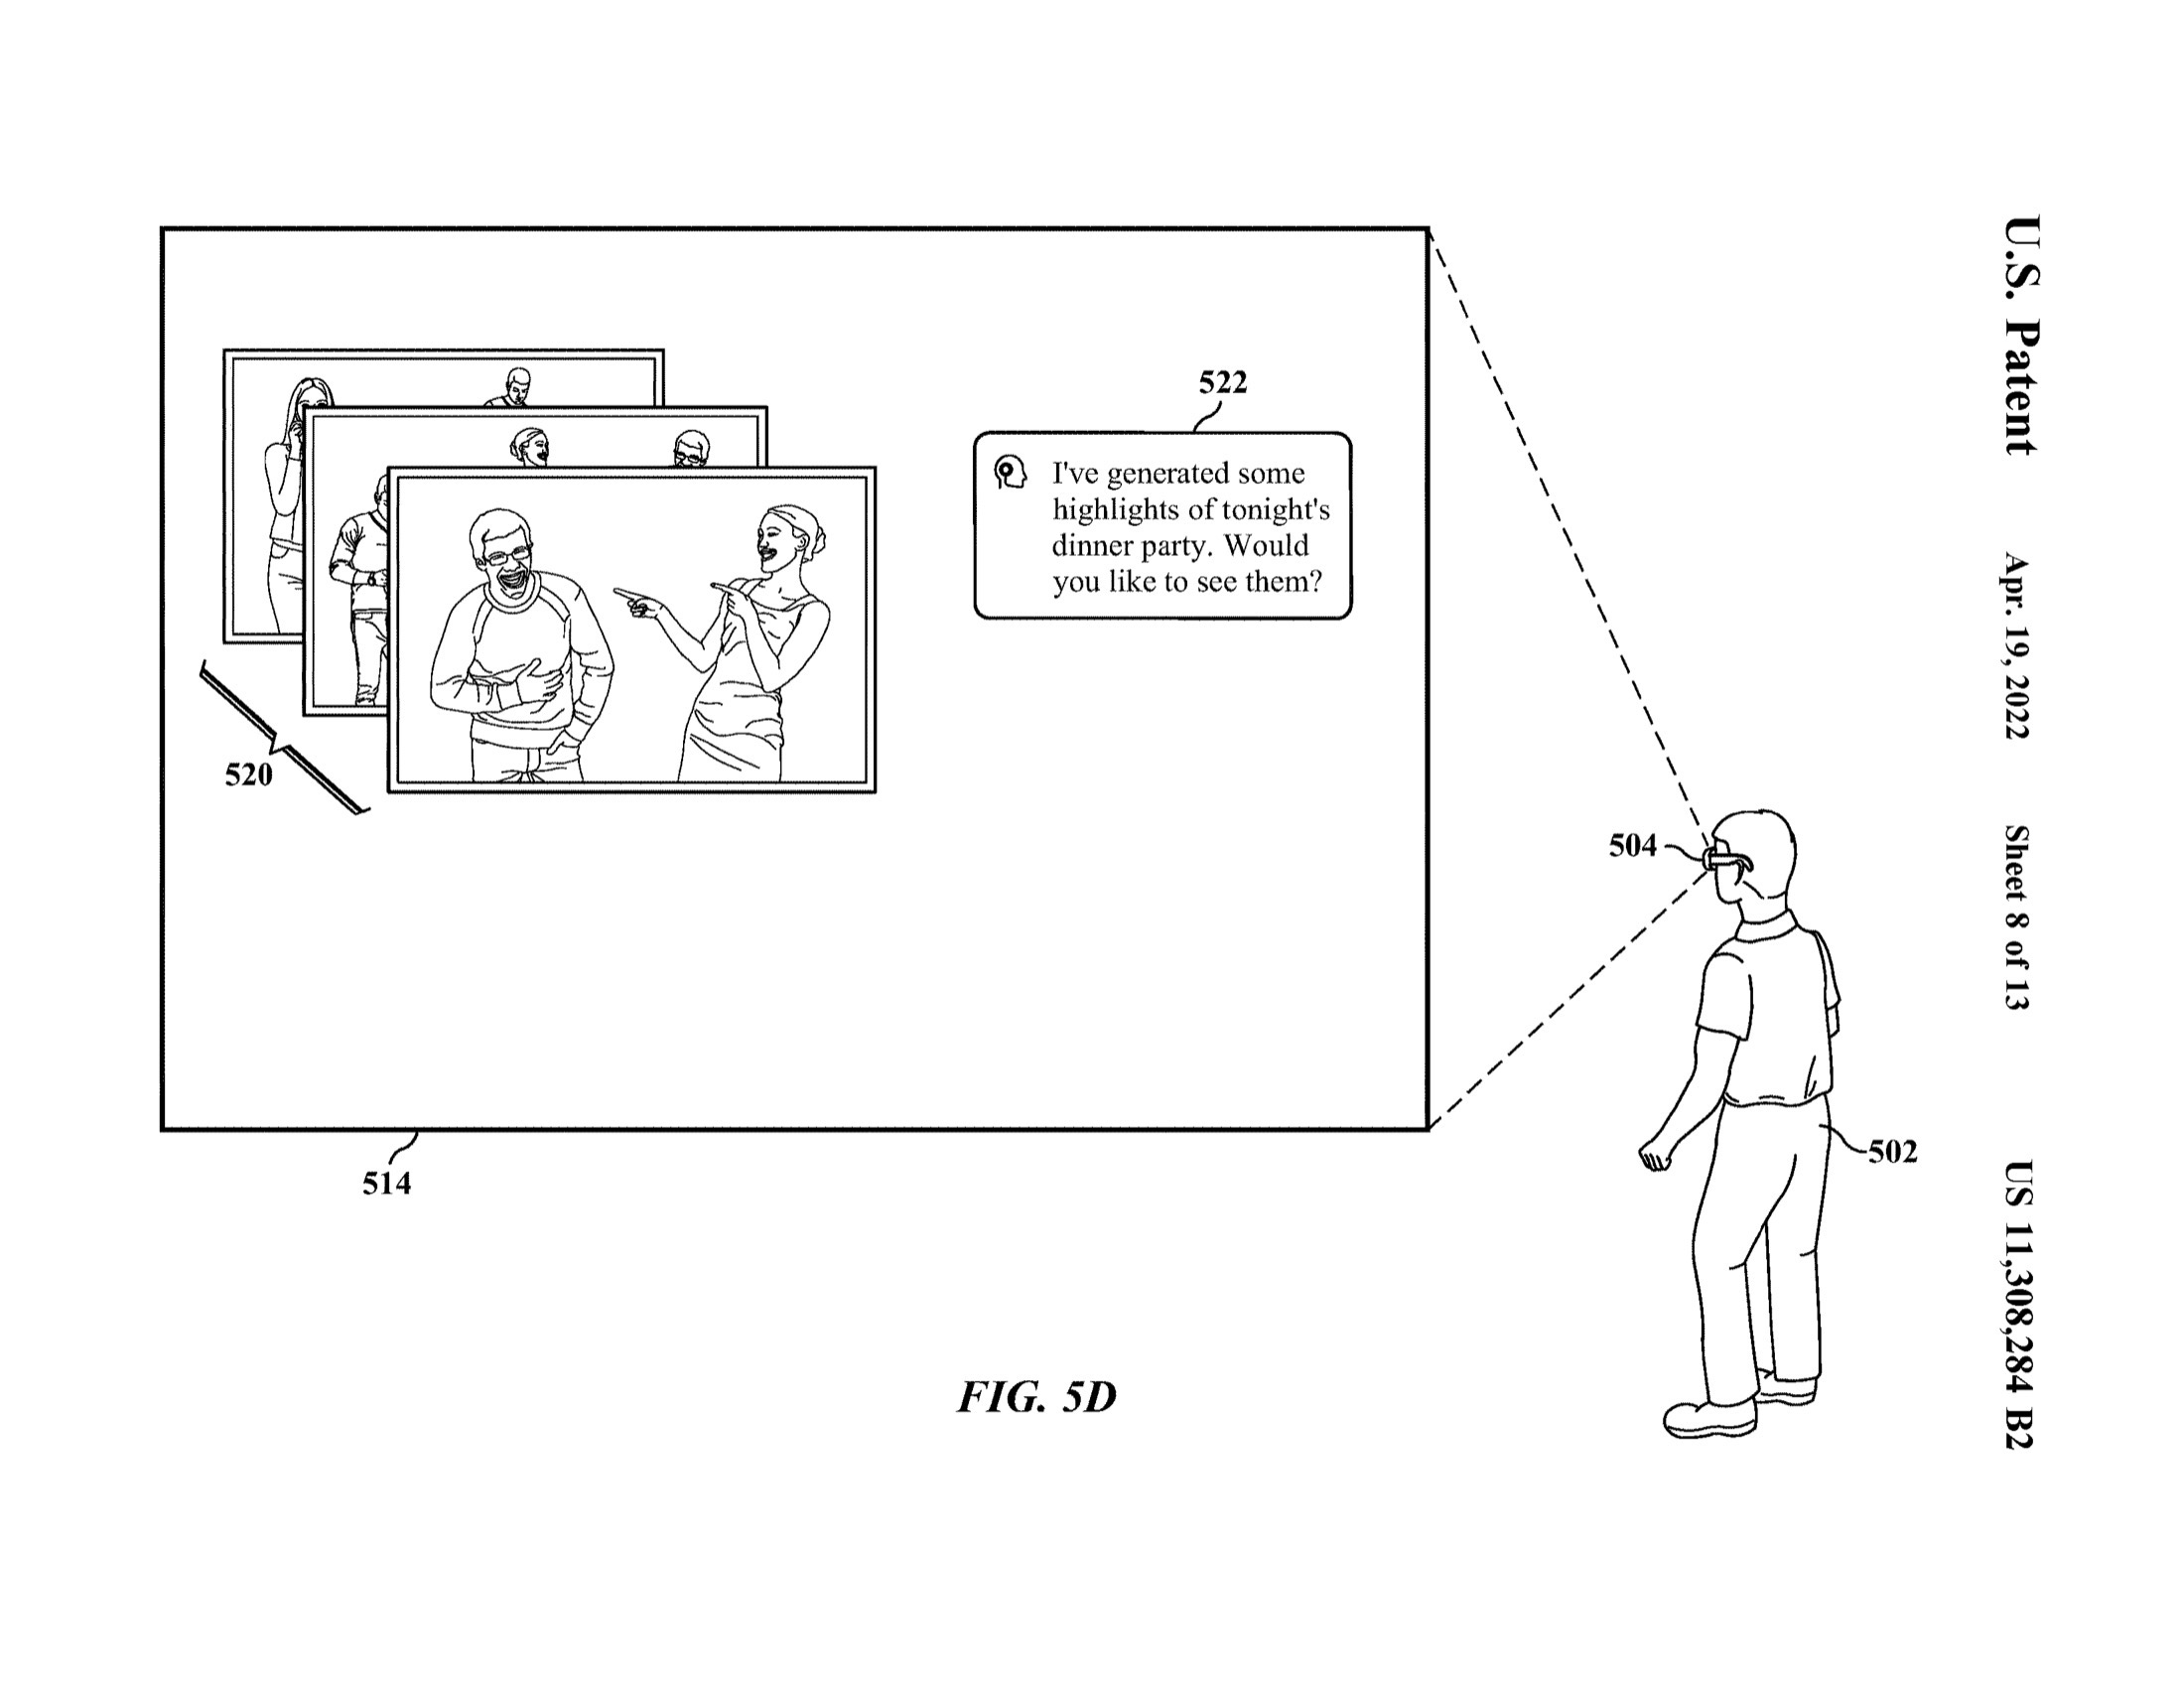 U.S. Patent Apr. 19, 2022 Sheet 8 of 13 US 11,308,284 B2
522
I've generated some
highlights of tonight's
dinner party. Would
you like to see them?
520
504
502
514
FIG. 5D